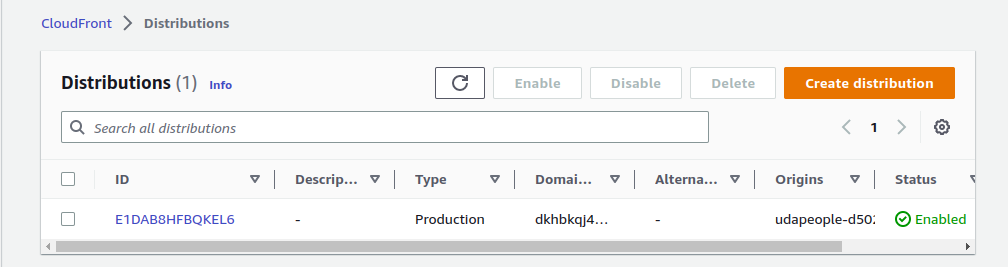 CloudFront > Distributions
Distributions (1) Info Enable Disable Delete Create distribution
Search all distributions 1
ID Descrip... Type Domai... Alterna... Origins Status
E1DAB8HFBQKEL6 - Production dkhbkqj4... - udapeople-d502 Enabled